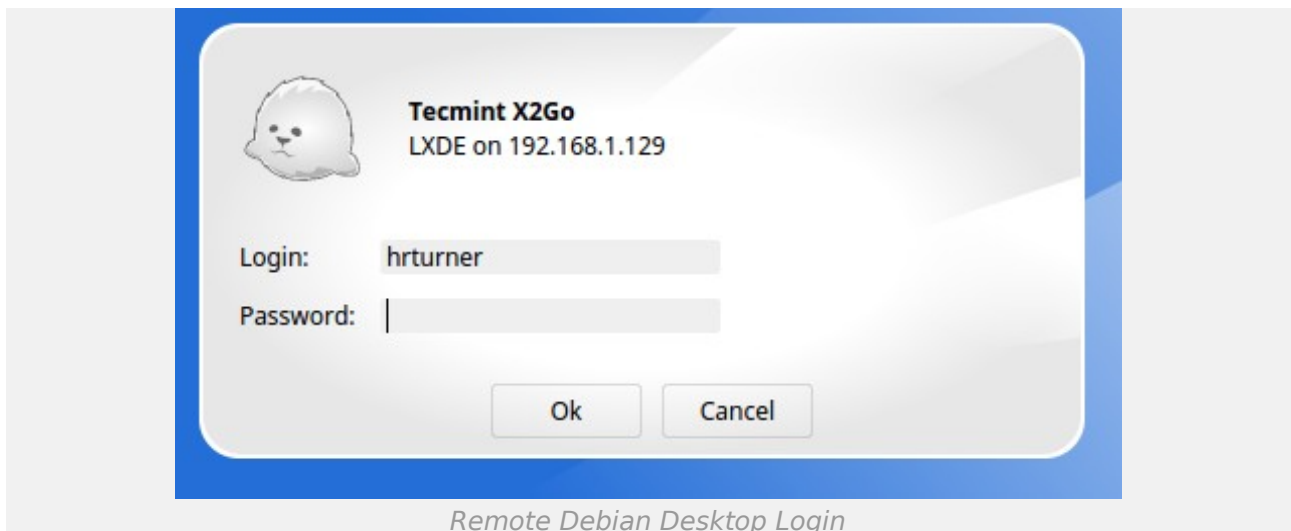 Tecmint X2Go
LXDE on 192.168.1.129
Login: hrturner
Password:
Ok Cancel
Remote Debian Desktop Login